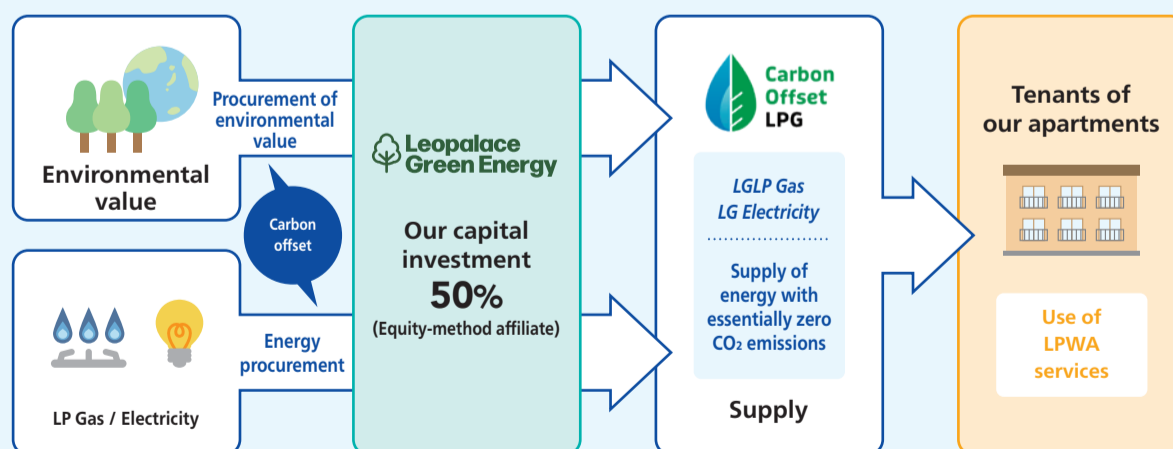 Environmental
value
Procurement of
environmental
value
Carbon
offset
LP Gas / Electricity
Energy
procurement
Leopalace
Green Energy
Our capital
investment
50%
(Equity-method affiliate)
Carbon
Offset
LPG
LGLP Gas
LG Electricity
Supply of
energy with
essentially zero
CO₂ emissions
Supply
Tenants of
our apartments
Use of
LPWA
services